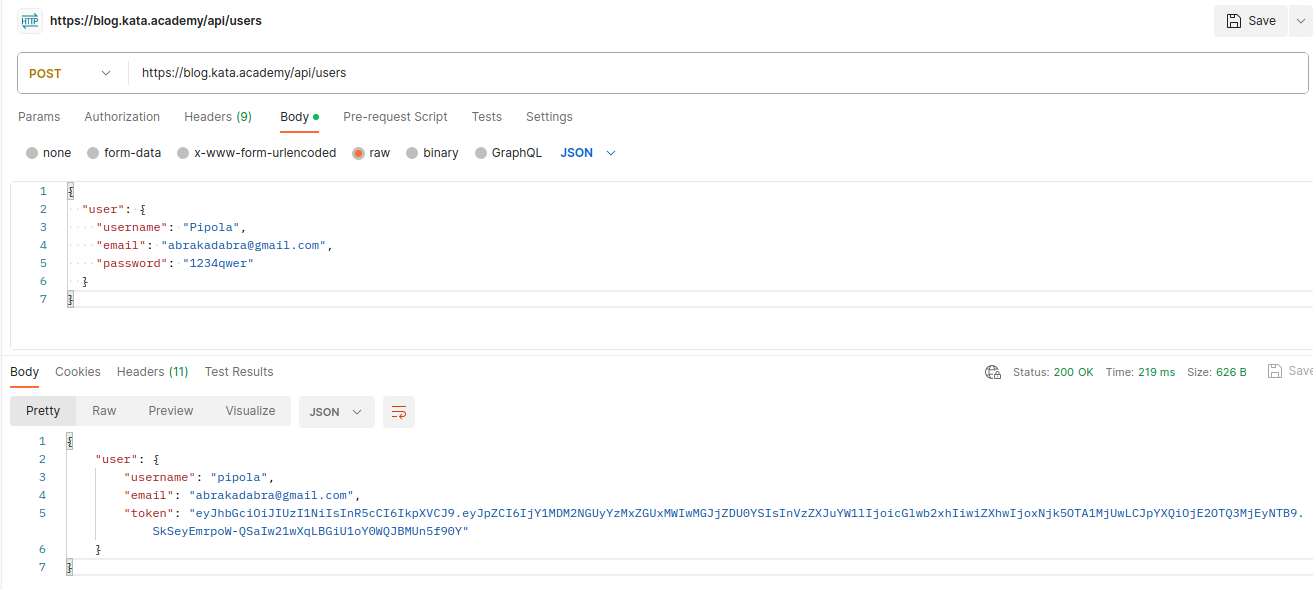 HTTP https://blog.kata.academy/api/users Save
POST https://blog.kata.academy/api/users
Params Authorization Headers (9) Body Pre-request Script Tests Settings
none form-data x-www-form-urlencoded raw binary GraphQL JSON
1 {
2 "user": {
3 "username": "Pipola",
4 "email": "abrakadabra@gmail.com",
5 "password": "1234qwer"
6 }
7 }
Body Cookies Headers (11) Test Results Status: 200 OK Time: 219 ms Size: 626 B Save
Pretty Raw Preview Visualize JSON
1 {
2 "user": {
3 "username": "pipola",
4 "email": "abrakadabra@gmail.com",
5 "token": "eyJhbGciOiJIUzI1NiIsInR5cCI6IkpXVCJ9.eyJpZCI6IjY1MDM2NGUyYzMxZGUxMWIwMGJjZDU0YSIsInVzZXJuYW1lIjoicGlwb2xhIiwiZXhwIjoxNjk5OTA1MjUwLCJpYXQiOjE2OTQ3MjEyNTB9.
SkSeyEmrpoW-QSaIw21wXqLBGiU1oY0WQJBMUn5f90Y"
6 }
7 }